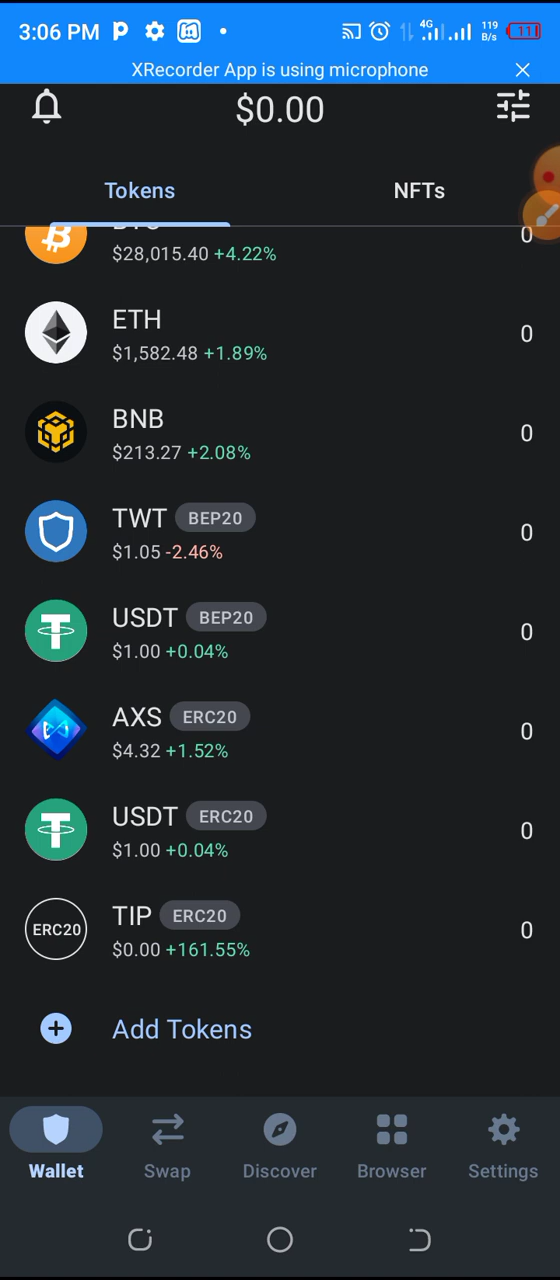 3:06 PM
4G
119
B/s
11
XRecorder App is using microphone
$0.00
Tokens
NFTs
BTC
0
$28,015.40 +4.22%
ETH
0
$1,582.48 +1.89%
BNB
0
$213.27 +2.08%
TWT BEP20
0
$1.05 -2.46%
USDT BEP20
0
$1.00 +0.04%
AXS ERC20
0
$4.32 +1.52%
USDT ERC20
0
$1.00 +0.04%
ERC20
TIP ERC20
0
$0.00 +161.55%
Add Tokens
Wallet
Swap
Discover
Browser
Settings